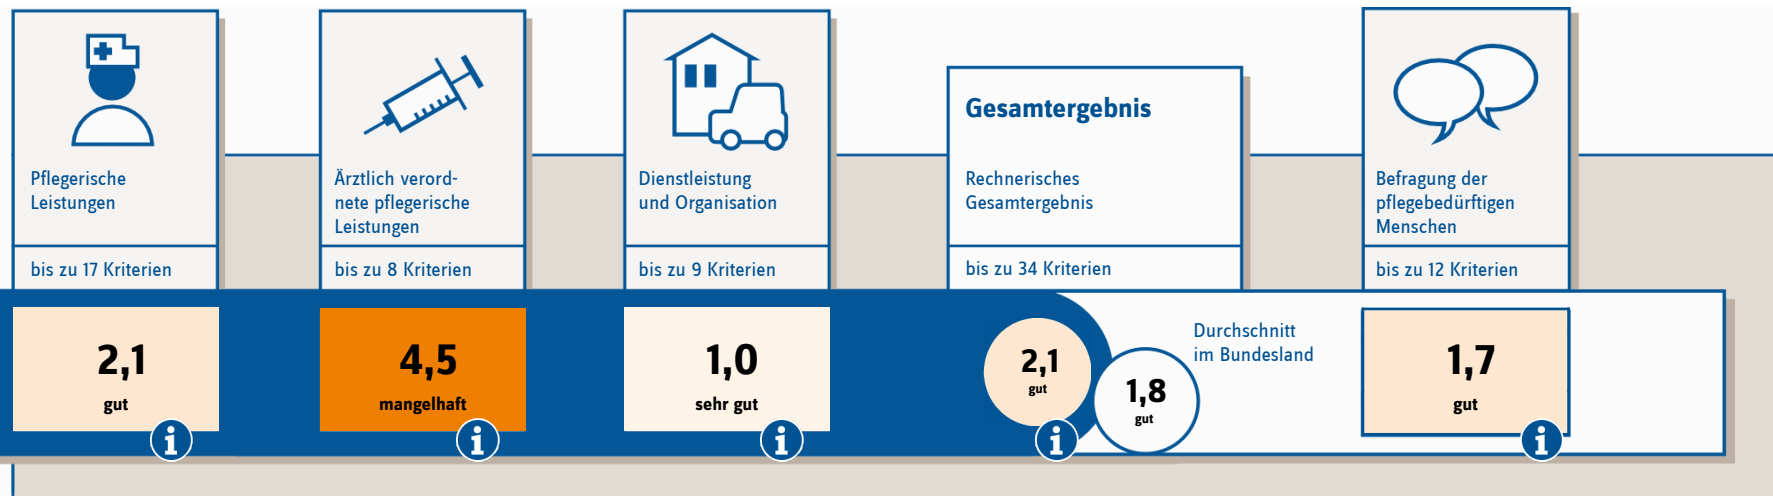 Pflegerische
Leistungen
bis zu 17 Kriterien
2,1
gut
i
Ärztlich verord-
nete pflegerische
Leistungen
bis zu 8 Kriterien
4,5
mangelhaft
i
Dienstleistung
und Organisation
bis zu 9 Kriterien
1,0
sehr gut
i
Gesamtergebnis
Rechnerisches
Gesamtergebnis
bis zu 34 Kriterien
2,1
gut
i
1,8
gut
Durchschnitt
im Bundesland
Befragung der
pflegebedürftigen
Menschen
bis zu 12 Kriterien
1,7
gut
i